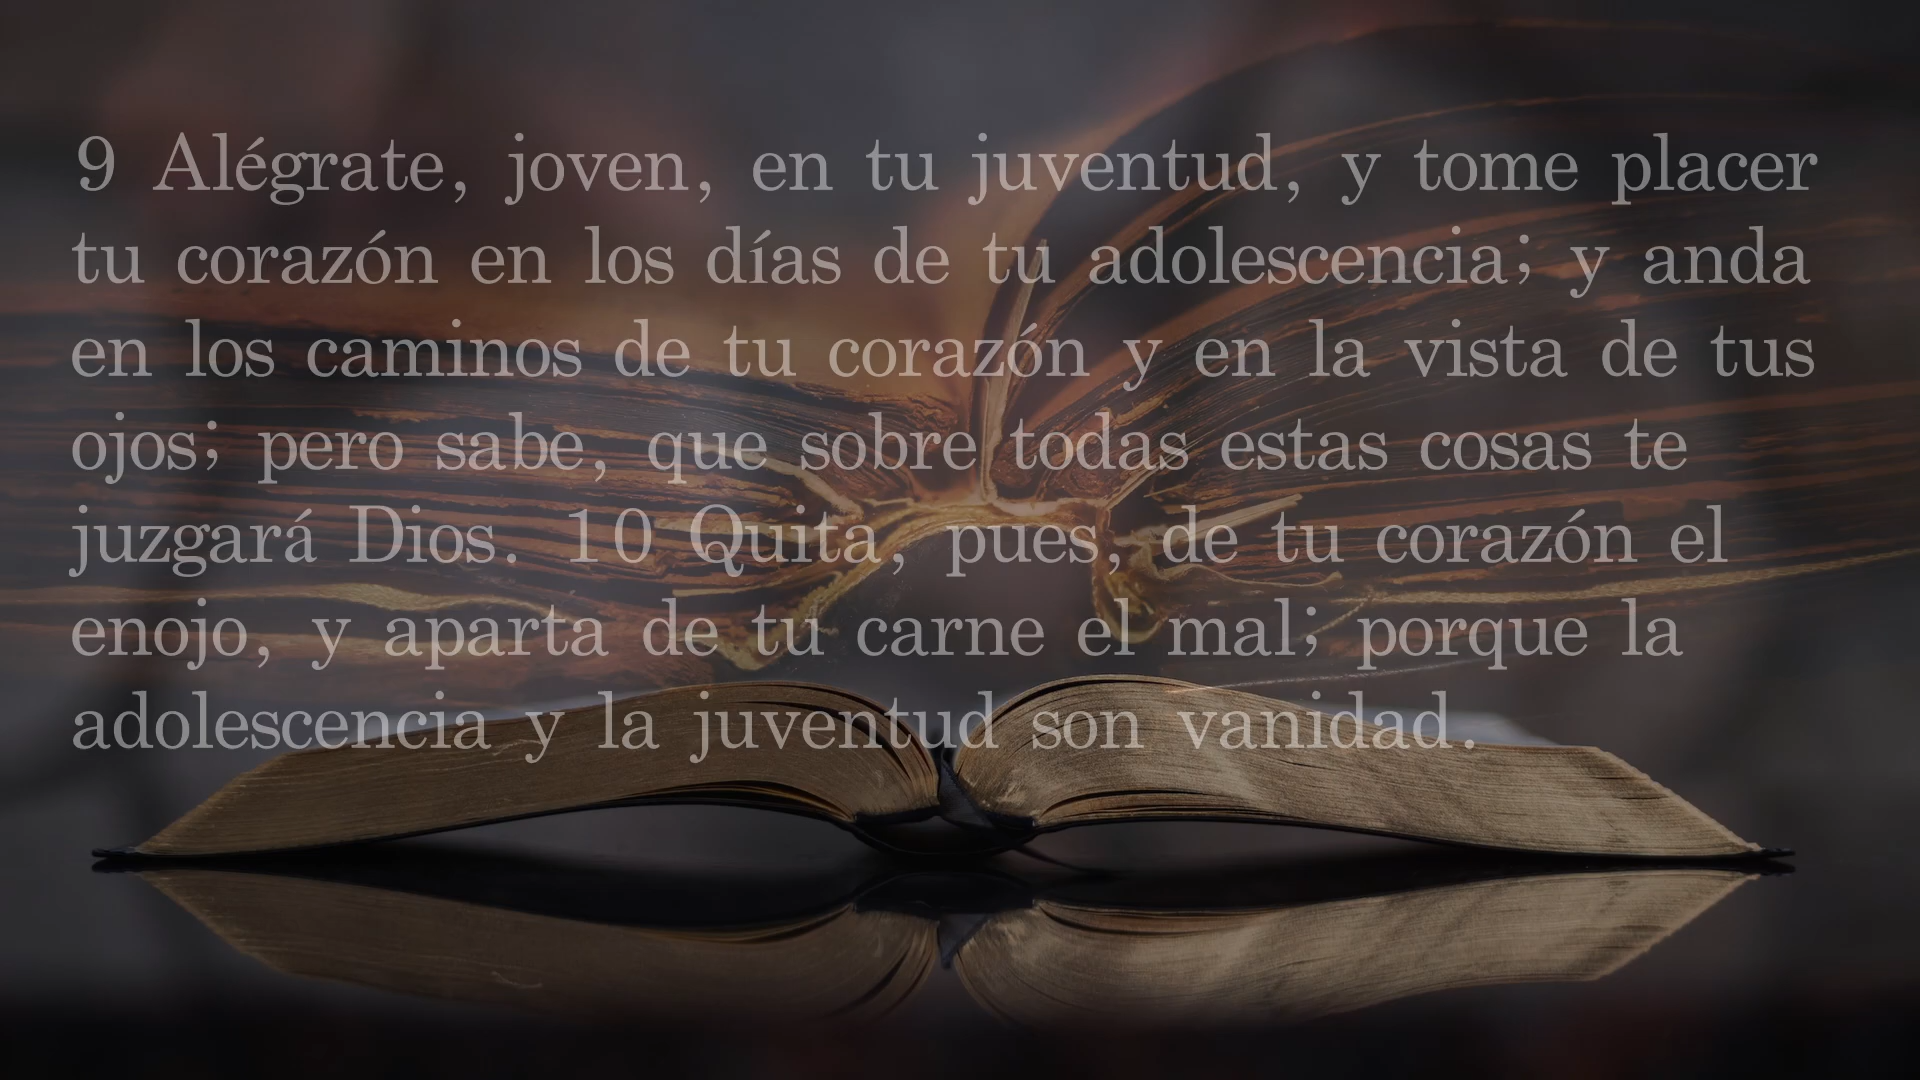 9 Alégrate, joven, en tu juventud, y tome placer
tu corazón en los días de tu adolescencia; y anda
en los caminos de tu corazón y en la vista de tus
ojos; pero sabe, que sobre todas estas cosas te
juzgará Dios. 10 Quita, pues, de tu corazón el
enojo, y aparta de tu carne el mal; porque la
adolescencia y la juventud son vanidad.